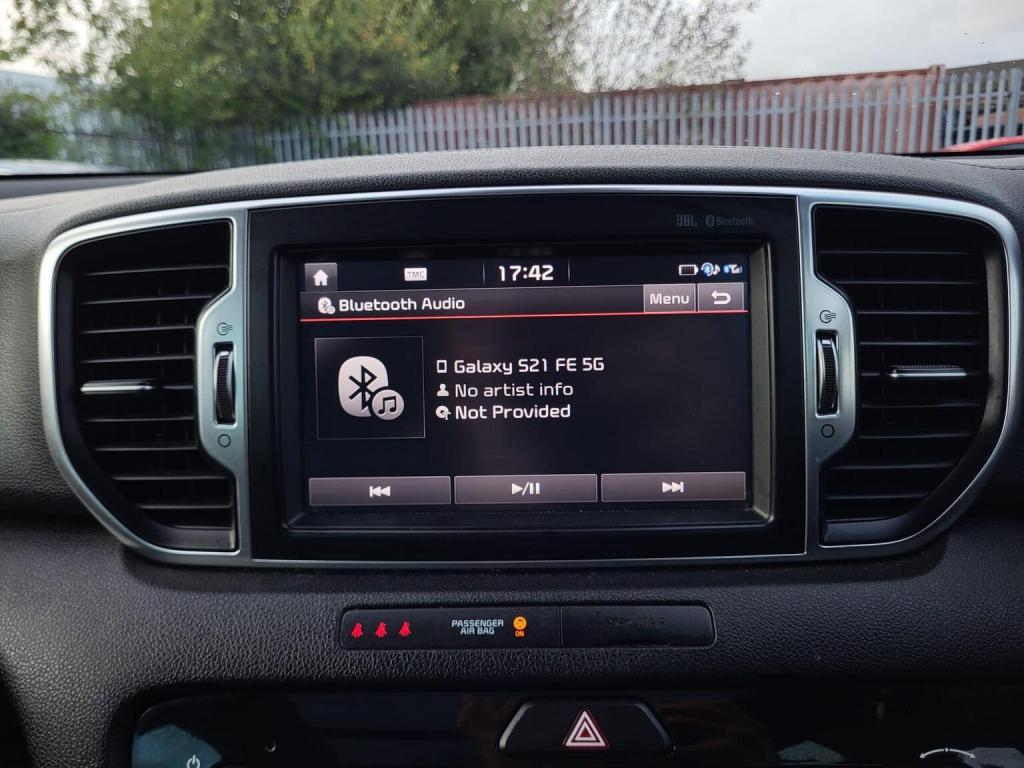 JBL Bluetooth
TMC 17:42
Bluetooth Audio Menu
Galaxy S21 FE 5G
No artist info
Not Provided
PASSENGER
AIR BAG ON